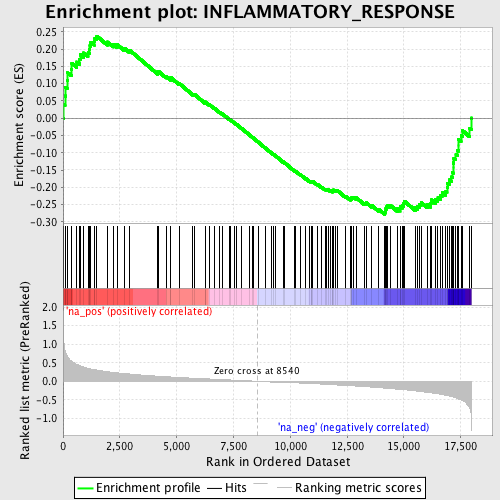 Enrichment plot: INFLAMMATORY_RESPONSE
Enrichment score (ES)
0.25
0.20
0.15
0.10
0.05
0.00
-0.05
-0.10
-0.15
-0.20
-0.25
-0.30
'na_pos' (positively correlated)
Ranked list metric (PreRanked)
2.0
1.5
1.0
0.5
0.0
-0.5
-1.0
Zero cross at 8540
'na_neg' (negatively correlated)
0
2,500
5,000
7,500
10,000
12,500
15,000
17,500
Rank in Ordered Dataset
Enrichment profile
Hits
Ranking metric scores